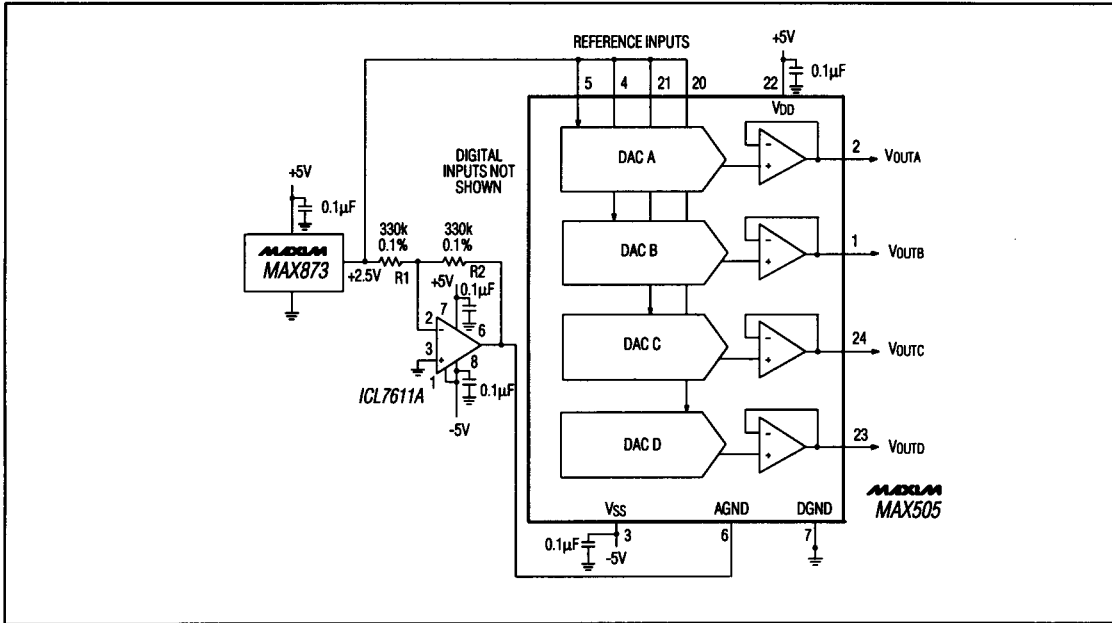 REFERENCE INPUTS
+5V
0.1µF
5
4
21
20
22
VDD
DIGITAL
INPUTS NOT
SHOWN
DAC A
-
+
2
VOUTA
+5V
0.1µF
MAXIM
MAX873
+2.5V
330k
0.1%
R1
330k
0.1%
R2
DAC B
-
+
1
VOUTB
+5V
0.1µF
7
2
-
6
3
+
8
1
0.1µF
ICL7611A
-5V
DAC C
-
+
24
VOUTC
DAC D
-
+
23
VOUTD
MAXIM
MAX505
VSS
AGND
DGND
3
6
7
0.1µF
-5V